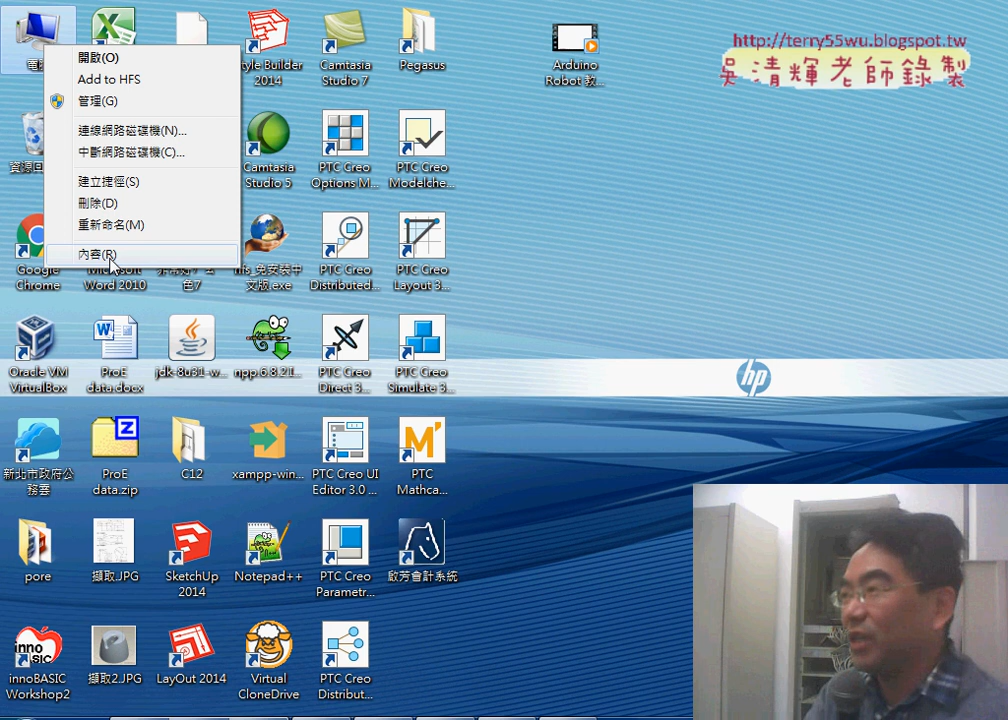 開啟(O)
Add to HFS
管理(G)
連線網路磁碟機(N)...
中斷網路磁碟機(C)...
建立捷徑(S)
刪除(D)
重新命名(M)
內容(R)
http://terry55wu.blogspot.tw
吳清輝老師錄製
Style Builder
2014
Camtasia
Studio 7
Pegasus
Arduino
Robot 教...
Camtasia
Studio 5
PTC Creo
Options M...
PTC Creo
Modelche...
Google
Chrome
Microsoft
Word 2010
色7
hfs_免安裝中
文版.exe
PTC Creo
Distributed...
PTC Creo
Layout 3...
Oracle VM
VirtualBox
ProE
data.docx
jdk-8u31-w...
npp.6.8.2.I...
PTC Creo
Direct 3...
PTC Creo
Simulate 3...
hp
新北市政府公
務雲
ProE
data.zip
C12
xampp-win...
PTC Creo UI
Editor 3.0 ...
PTC
Mathca...
pore
擷取.JPG
SketchUp
2014
Notepad++
PTC Creo
Parametr...
啟芳會計系統
innoBASIC
Workshop2
擷取2.JPG
LayOut 2014
Virtual
CloneDrive
PTC Creo
Distribut...